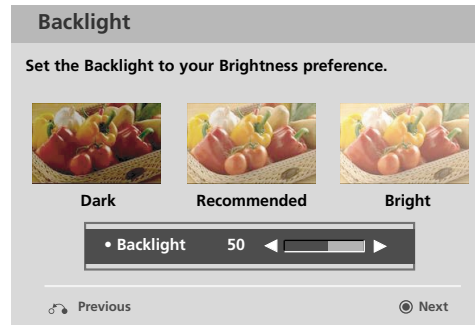 Backlight
Set the Backlight to your Brightness preference.
Dark Recommended Bright
• Backlight 50
Previous Next